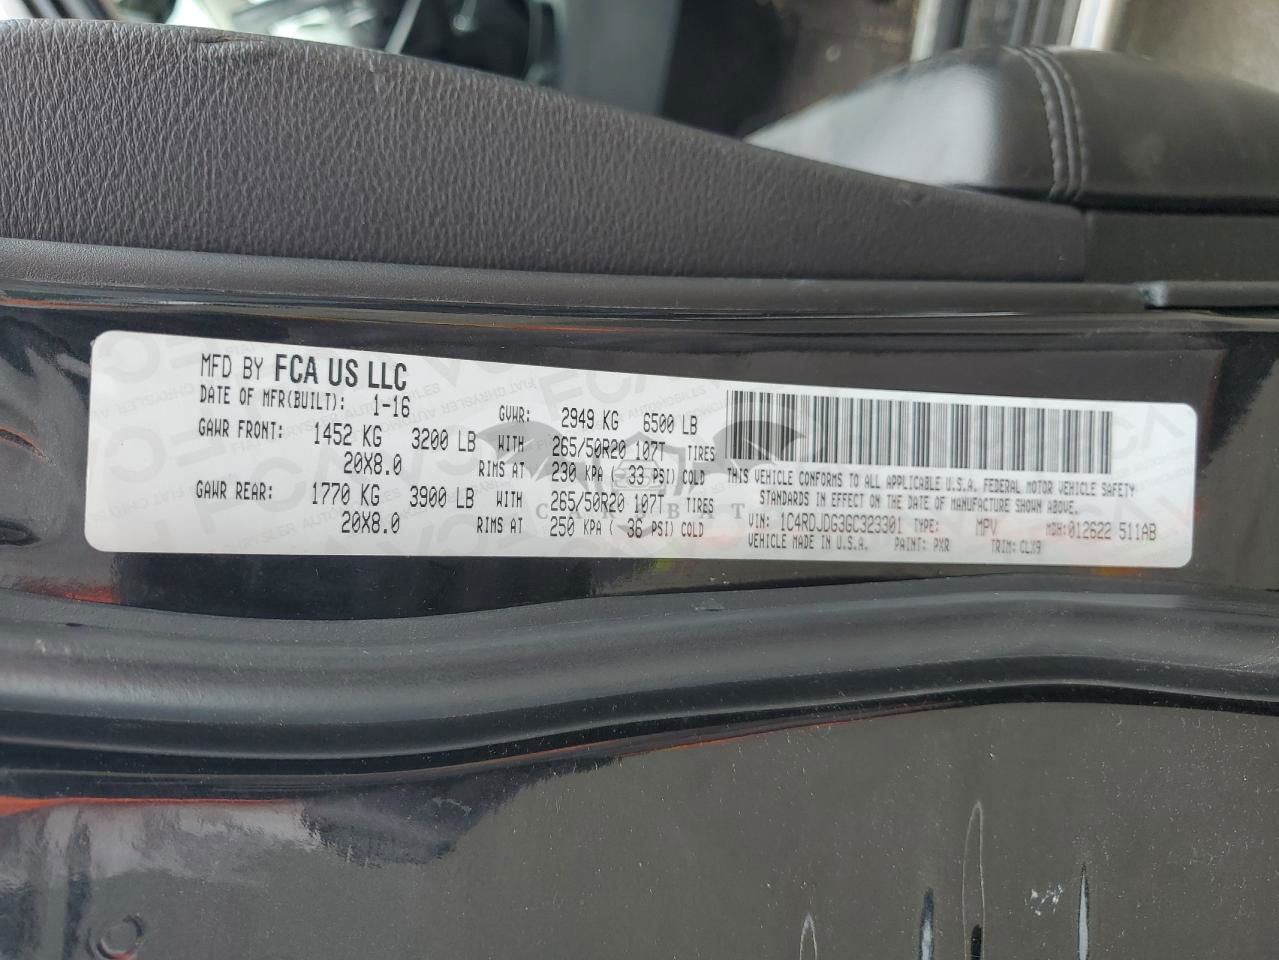 MFD BY FCA US LLC
DATE OF MFR(BUILT): 1-16 GVWR: 2949 KG 6500 LB
GAWR FRONT: 1452 KG 3200 LB WITH 265/50R20 107T TIRES
20X8.0 RIMS AT 230 KPA ( 33 PSI) COLD
GAWR REAR: 1770 KG 3900 LB WITH 265/50R20 107T TIRES
20X8.0 RIMS AT 250 KPA ( 36 PSI) COLD
THIS VEHICLE CONFORMS TO ALL APPLICABLE U.S.A. FEDERAL MOTOR VEHICLE SAFETY
STANDARDS IN EFFECT ON THE DATE OF MANUFACTURE SHOWN ABOVE.
VIN: 1C4RDJDG3GC323301 TYPE: MPV MDH:012622 511AB
VEHICLE MADE IN U.S.A. PAINT: PXR TRIM: CLX9